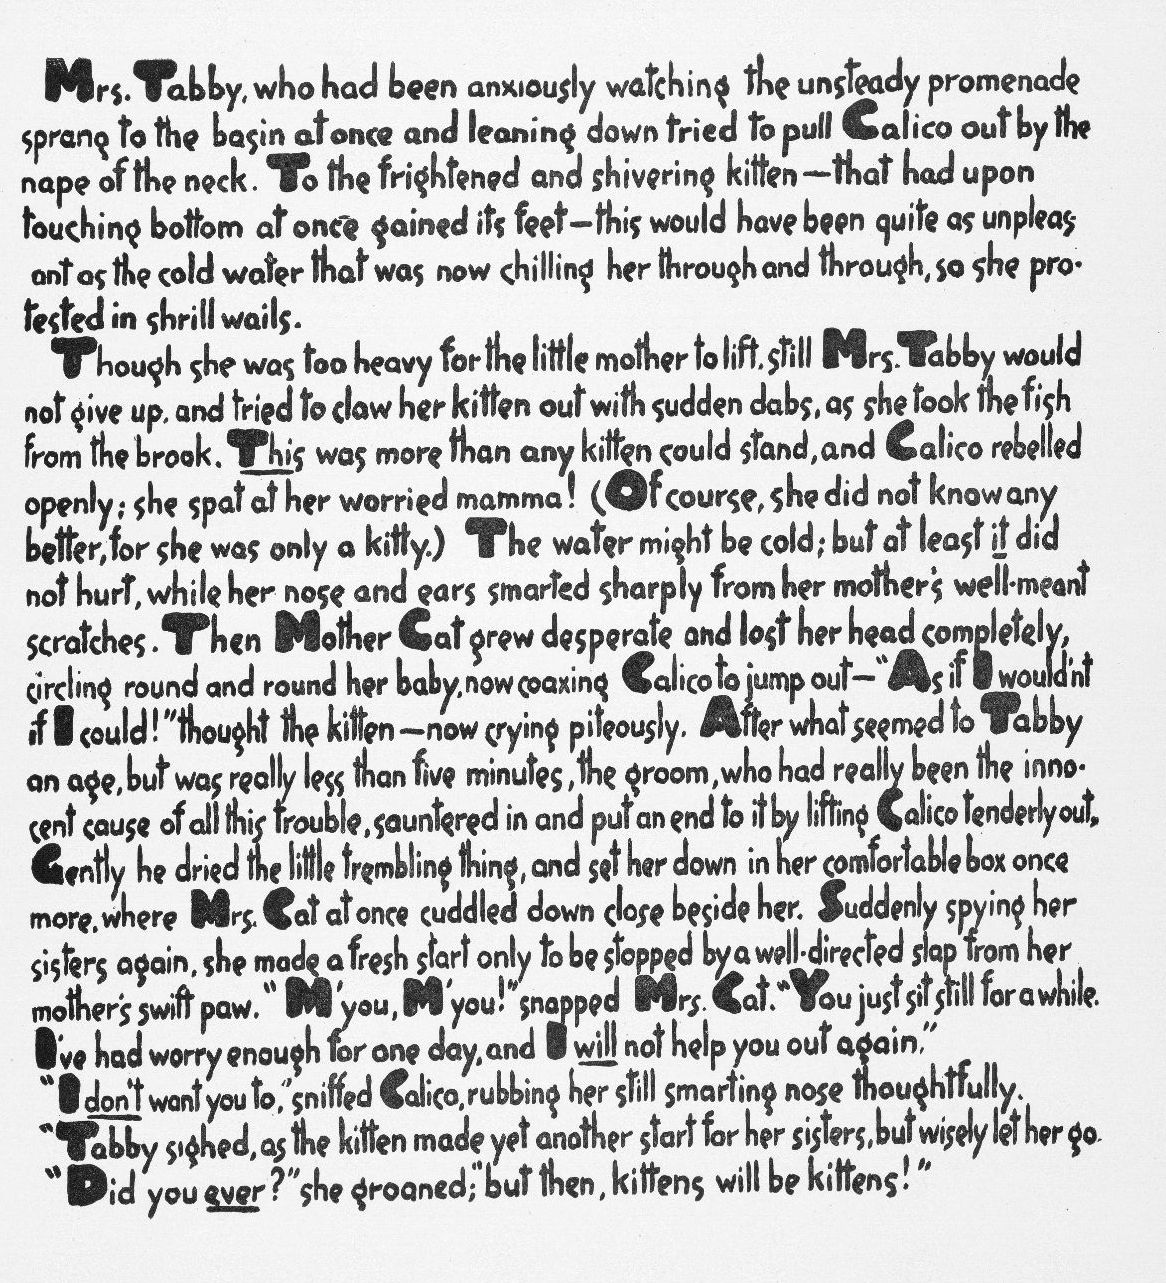 Mrs. Tabby, who had been anxiously watching the unsteady promenade
sprang to the basin at once and leaning down tried to pull Calico out by the
nape of the neck. To the frightened and shivering kitten—that had upon
touching bottom at once gained its feet—this would have been quite as unpleas-
ant as the cold water that was now chilling her through and through, so she pro-
tested in shrill wails.
Though she was too heavy for the little mother to lift, still Mrs. Tabby would
not give up, and tried to claw her kitten out with sudden dabs, as she took the fish
from the brook. This was more than any kitten could stand, and Calico rebelled
openly; she spat at her worried mamma! (Of course, she did not know any
better, for she was only a kitty.) The water might be cold; but at least it did
not hurt, while her nose and ears smarted sharply from her mother's well-meant
scratches. Then Mother Cat grew desperate and lost her head completely,
circling round and round her baby, now coaxing Calico to jump out—"As if I would'nt
if I could!" thought the kitten—now crying piteously. After what seemed to Tabby
an age, but was really less than five minutes, the groom, who had really been the inno-
cent cause of all this trouble, sauntered in and put an end to it by lifting Calico tenderly out.
Gently he dried the little trembling thing, and set her down in her comfortable box once
more, where Mrs. Cat at once cuddled down close beside her. Suddenly spying her
sisters again, she made a fresh start only to be stopped by a well-directed slap from her
mother's swift paw. "M'you, M'you!" snapped Mrs. Cat. "You just sit still for a while.
I've had worry enough for one day, and I will not help you out again."
"I don't want you to," sniffed Calico, rubbing her still smarting nose thoughtfully.
"Tabby sighed, as the kitten made yet another start for her sisters, but wisely let her go.
"Did you ever?" she groaned; "but then, kittens will be kittens!"